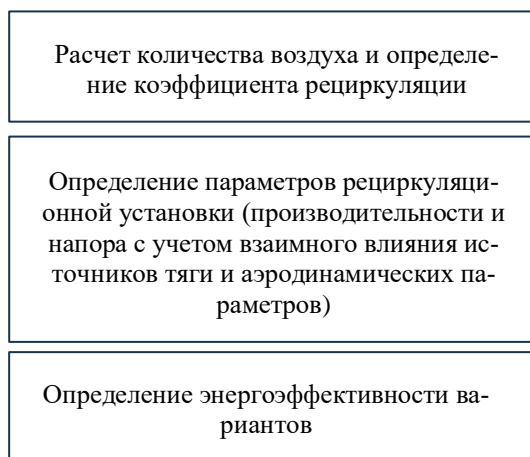 Расчет количества воздуха и определе-
ние коэффициента рециркуляции
Определение параметров рециркуляци-
онной установки (производительности и
напора с учетом взаимного влияния ис-
точников тяги и аэродинамических па-
раметров)
Определение энергоэффективности ва-
риантов